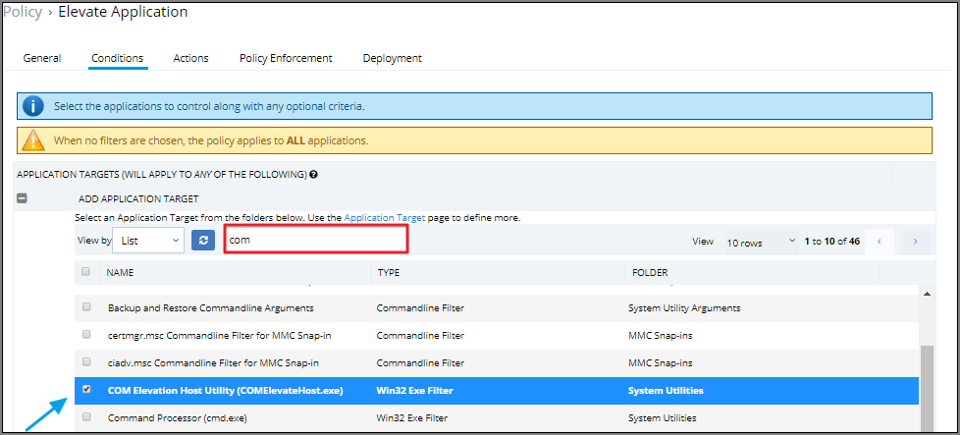 Policy › Elevate Application
General Conditions Actions Policy Enforcement Deployment
Select the applications to control along with any optional criteria.
When no filters are chosen, the policy applies to ALL applications.
APPLICATION TARGETS (WILL APPLY TO ANY OF THE FOLLOWING)
ADD APPLICATION TARGET
Select an Application Target from the folders below. Use the Application Target page to define more.
View by List com View 10 rows 1 to 10 of 46
NAME TYPE FOLDER
Backup and Restore Commandline Arguments Commandline Filter System Utility Arguments
certmgr.msc Commandline Filter for MMC Snap-in Commandline Filter MMC Snap-ins
ciadv.msc Commandline Filter for MMC Snap-in Commandline Filter MMC Snap-ins
COM Elevation Host Utility (COMElevateHost.exe) Win32 Exe Filter System Utilities
Command Processor (cmd.exe) Win32 Exe Filter System Utilities